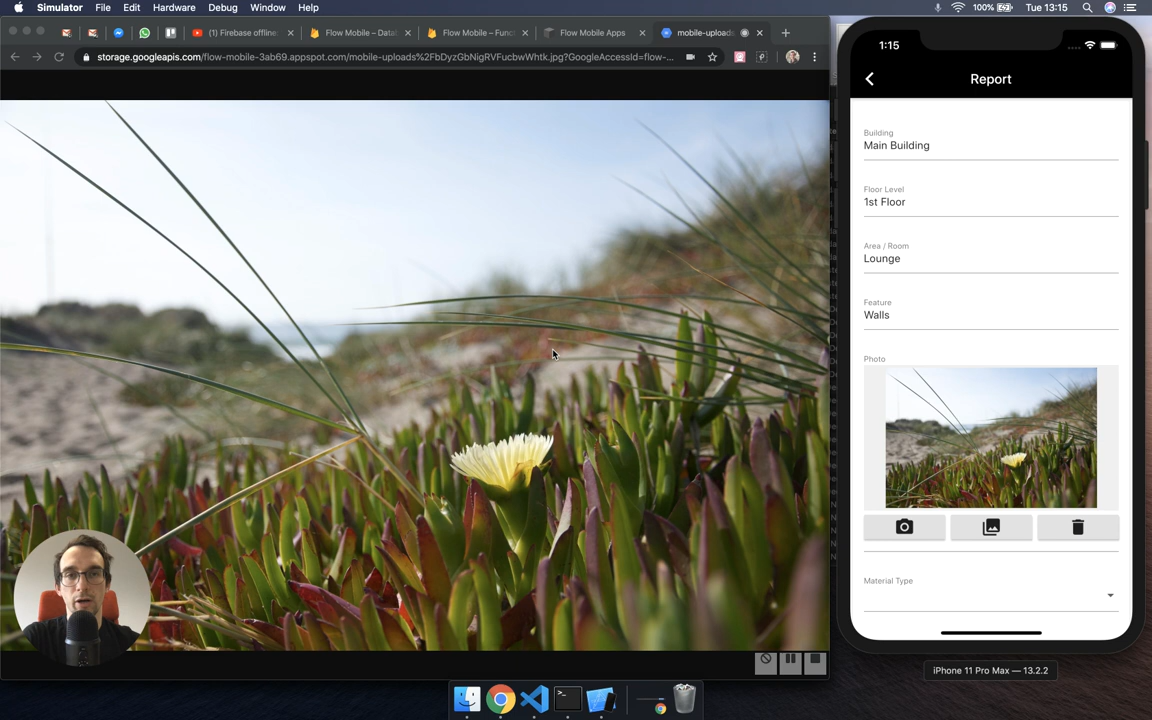 Simulator File Edit Hardware Debug Window Help
100% Tue 13:15
(1) Firebase offline
Flow Mobile – Data
Flow Mobile – Func
Flow Mobile Apps
mobile-uploads
storage.googleapis.com/flow-mobile-3ab69.appspot.com/mobile-uploads%2FbDyzGbNigRVFucbwWhtk.jpg?GoogleAccessId=flow-...
1:15
Report
Building
Main Building
Floor Level
1st Floor
Area / Room
Lounge
Feature
Walls
Photo
Material Type
iPhone 11 Pro Max — 13.2.2